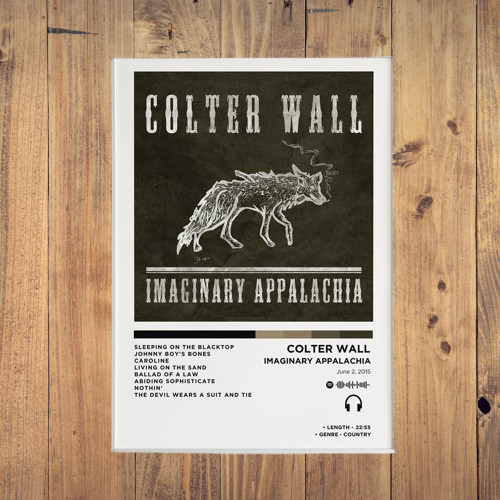 COLTER WALL
IMAGINARY APPALACHIA
SLEEPING ON THE BLACKTOP
JOHNNY BOY'S BONES
CAROLINE
LIVING ON THE SAND
BALLAD OF A LAW
ABIDING SOPHISTICATE
NOTHIN'
THE DEVIL WEARS A SUIT AND TIE
COLTER WALL
IMAGINARY APPALACHIA
June 2, 2015
• LENGTH - 22:55
• GENRE - COUNTRY